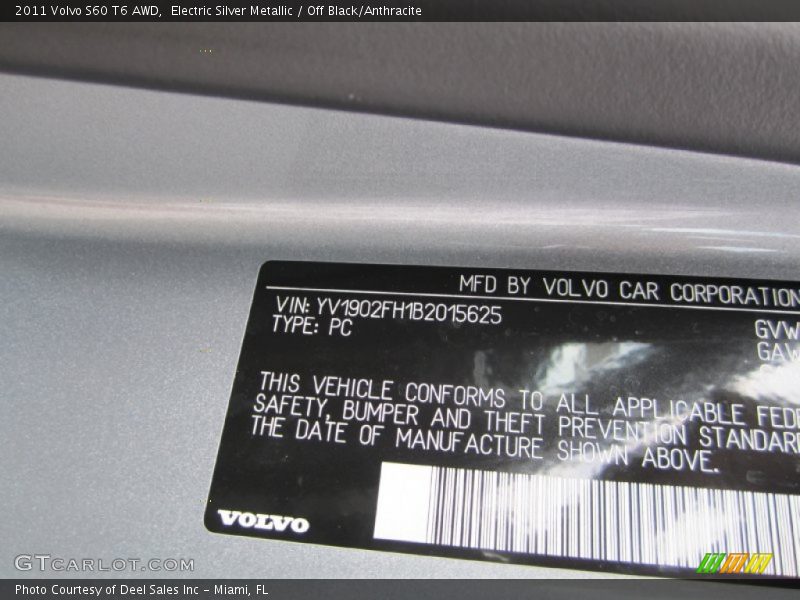 2011 Volvo S60 T6 AWD,  Electric Silver Metallic / Off Black/Anthracite
MFD BY VOLVO CAR CORPORATION
VIN: YV1902FH1B2015625
TYPE: PC
GVW
GAW
THIS VEHICLE CONFORMS TO ALL APPLICABLE FEDE
SAFETY, BUMPER AND THEFT PREVENTION STANDARD
THE DATE OF MANUFACTURE SHOWN ABOVE.
VOLVO
GTCARLOT.COM
Photo Courtesy of Deel Sales Inc - Miami, FL